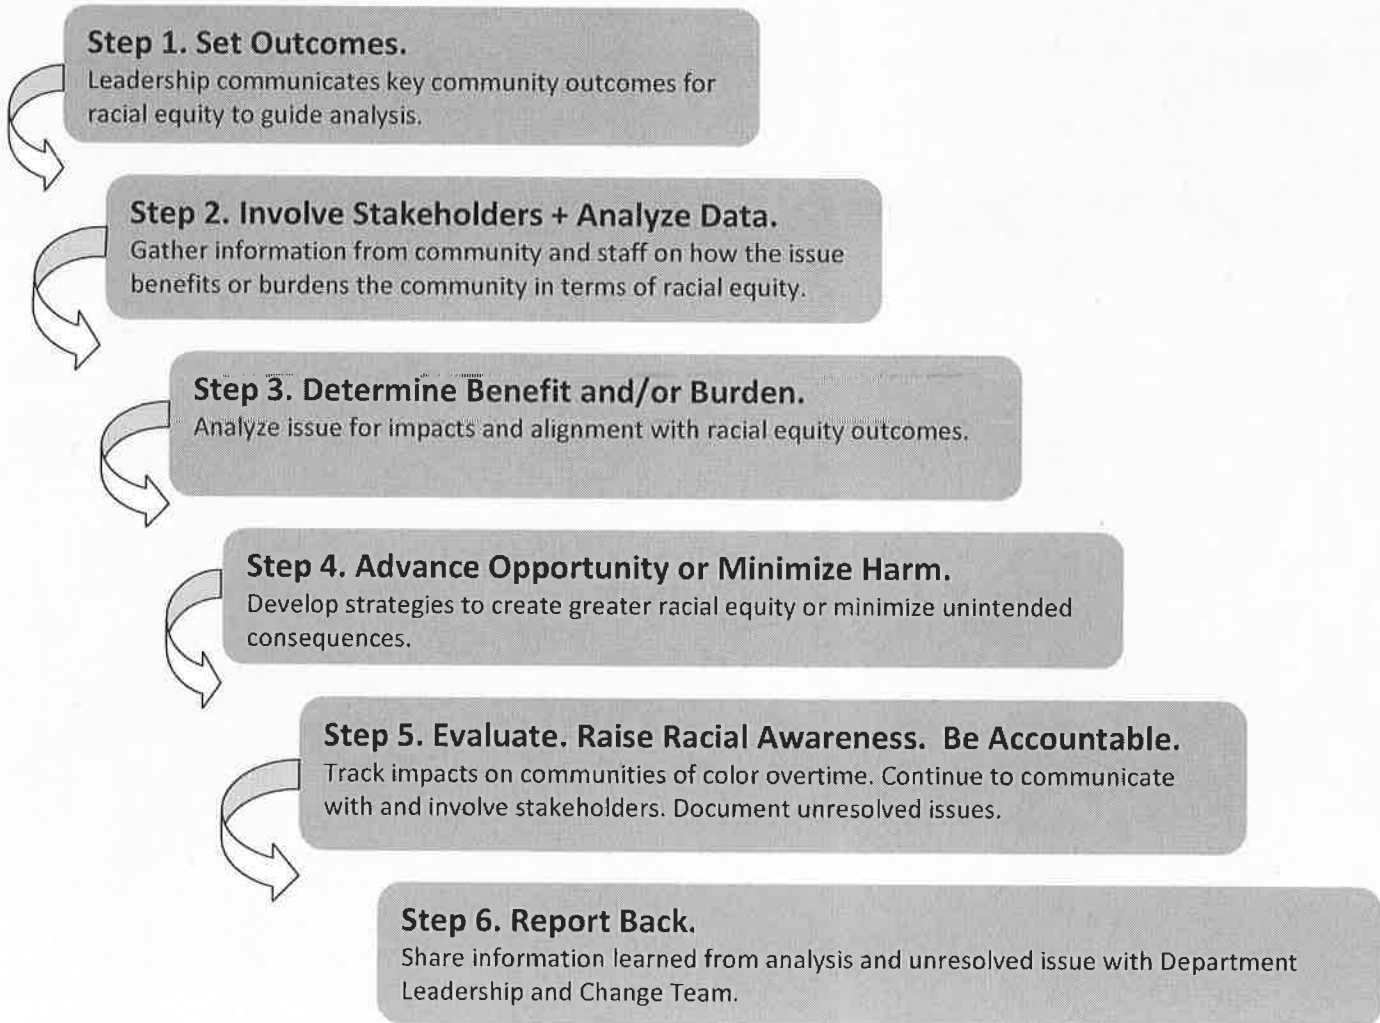 Step 1. Set Outcomes.
Leadership communicates key community outcomes for
racial equity to guide analysis.
Step 2. Involve Stakeholders + Analyze Data.
Gather information from community and staff on how the issue
benefits or burdens the community in terms of racial equity.
Step 3. Determine Benefit and/or Burden.
Analyze issue for impacts and alignment with racial equity outcomes.
Step 4. Advance Opportunity or Minimize Harm.
Develop strategies to create greater racial equity or minimize unintended
consequences.
Step 5. Evaluate. Raise Racial Awareness.  Be Accountable.
Track impacts on communities of color overtime. Continue to communicate
with and involve stakeholders. Document unresolved issues.
Step 6. Report Back.
Share information learned from analysis and unresolved issue with Department
Leadership and Change Team.